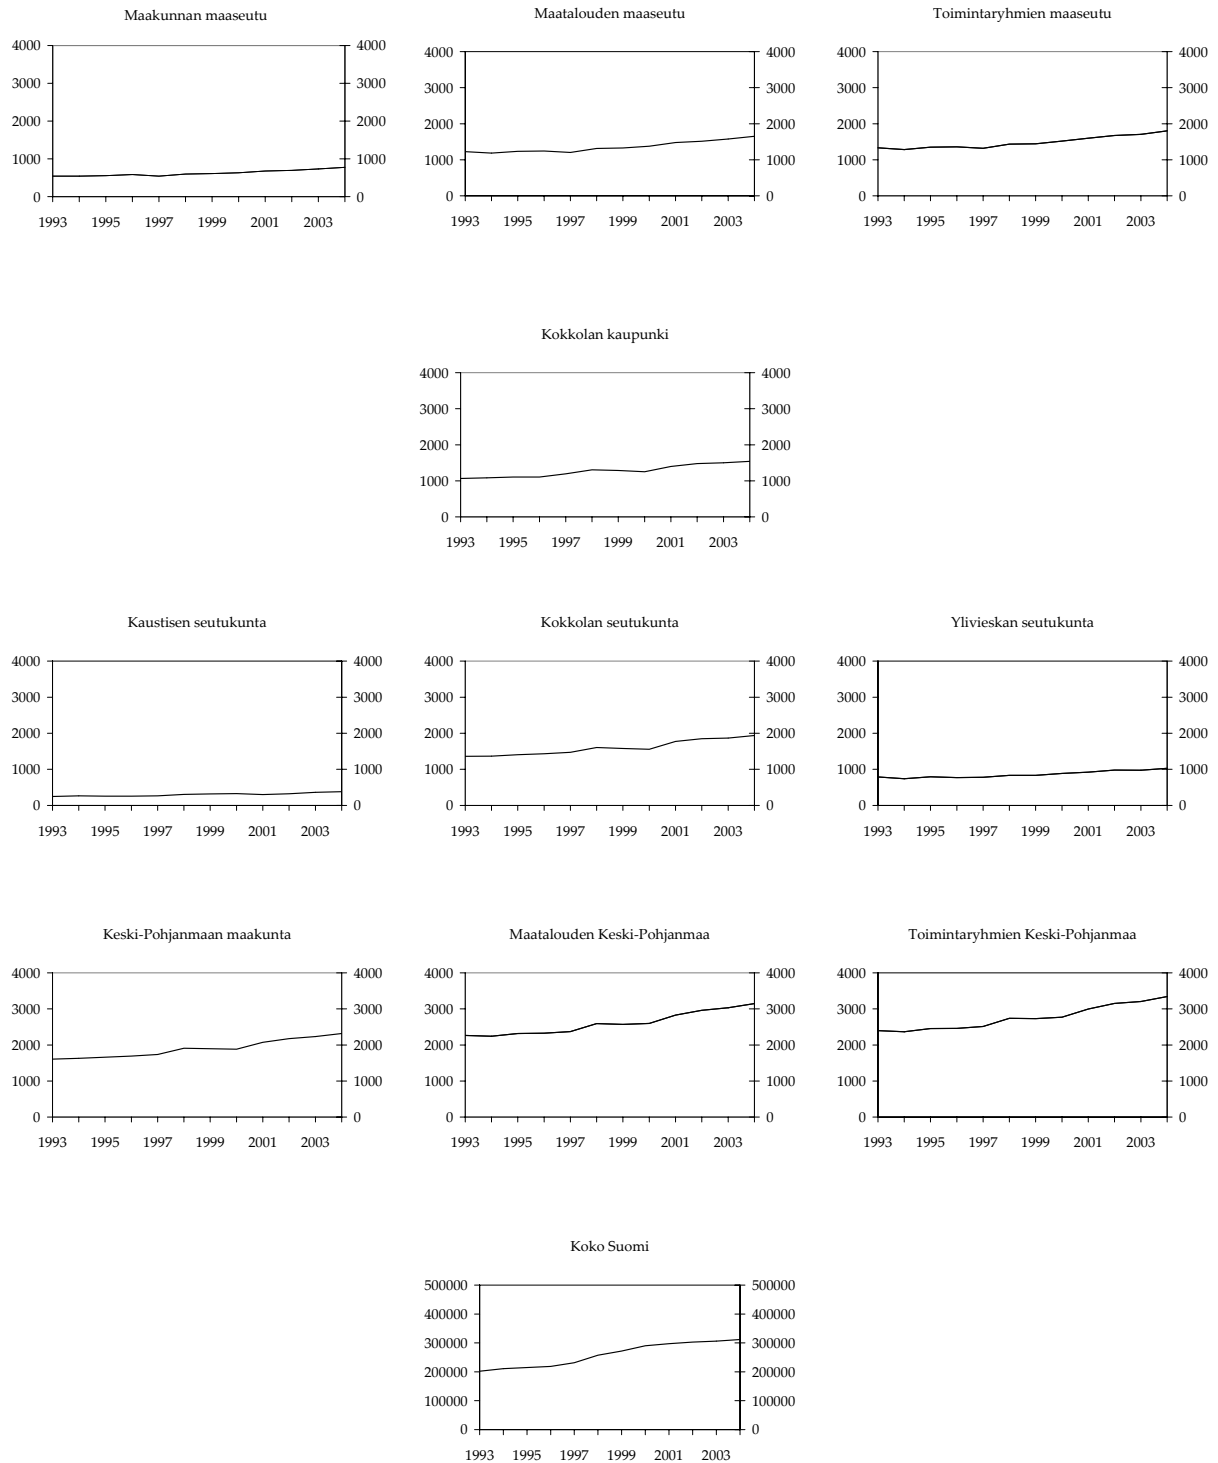 Maakunnan maaseutu
4000 4000
3000 3000
2000 2000
1000 1000
0 0
1993 1995 1997 1999 2001 2003
Maatalouden maaseutu
4000 4000
3000 3000
2000 2000
1000 1000
0 0
1993 1995 1997 1999 2001 2003
Toimintaryhmien maaseutu
4000 4000
3000 3000
2000 2000
1000 1000
0 0
1993 1995 1997 1999 2001 2003
Kokkolan kaupunki
4000 4000
3000 3000
2000 2000
1000 1000
0 0
1993 1995 1997 1999 2001 2003
Kaustisen seutukunta
4000 4000
3000 3000
2000 2000
1000 1000
0 0
1993 1995 1997 1999 2001 2003
Kokkolan seutukunta
4000 4000
3000 3000
2000 2000
1000 1000
0 0
1993 1995 1997 1999 2001 2003
Ylivieskan seutukunta
4000 4000
3000 3000
2000 2000
1000 1000
0 0
1993 1995 1997 1999 2001 2003
Keski-Pohjanmaan maakunta
4000 4000
3000 3000
2000 2000
1000 1000
0 0
1993 1995 1997 1999 2001 2003
Maatalouden Keski-Pohjanmaa
4000 4000
3000 3000
2000 2000
1000 1000
0 0
1993 1995 1997 1999 2001 2003
Toimintaryhmien Keski-Pohjanmaa
4000 4000
3000 3000
2000 2000
1000 1000
0 0
1993 1995 1997 1999 2001 2003
Koko Suomi
500000 500000
400000 400000
300000 300000
200000 200000
100000 100000
0 0
1993 1995 1997 1999 2001 2003